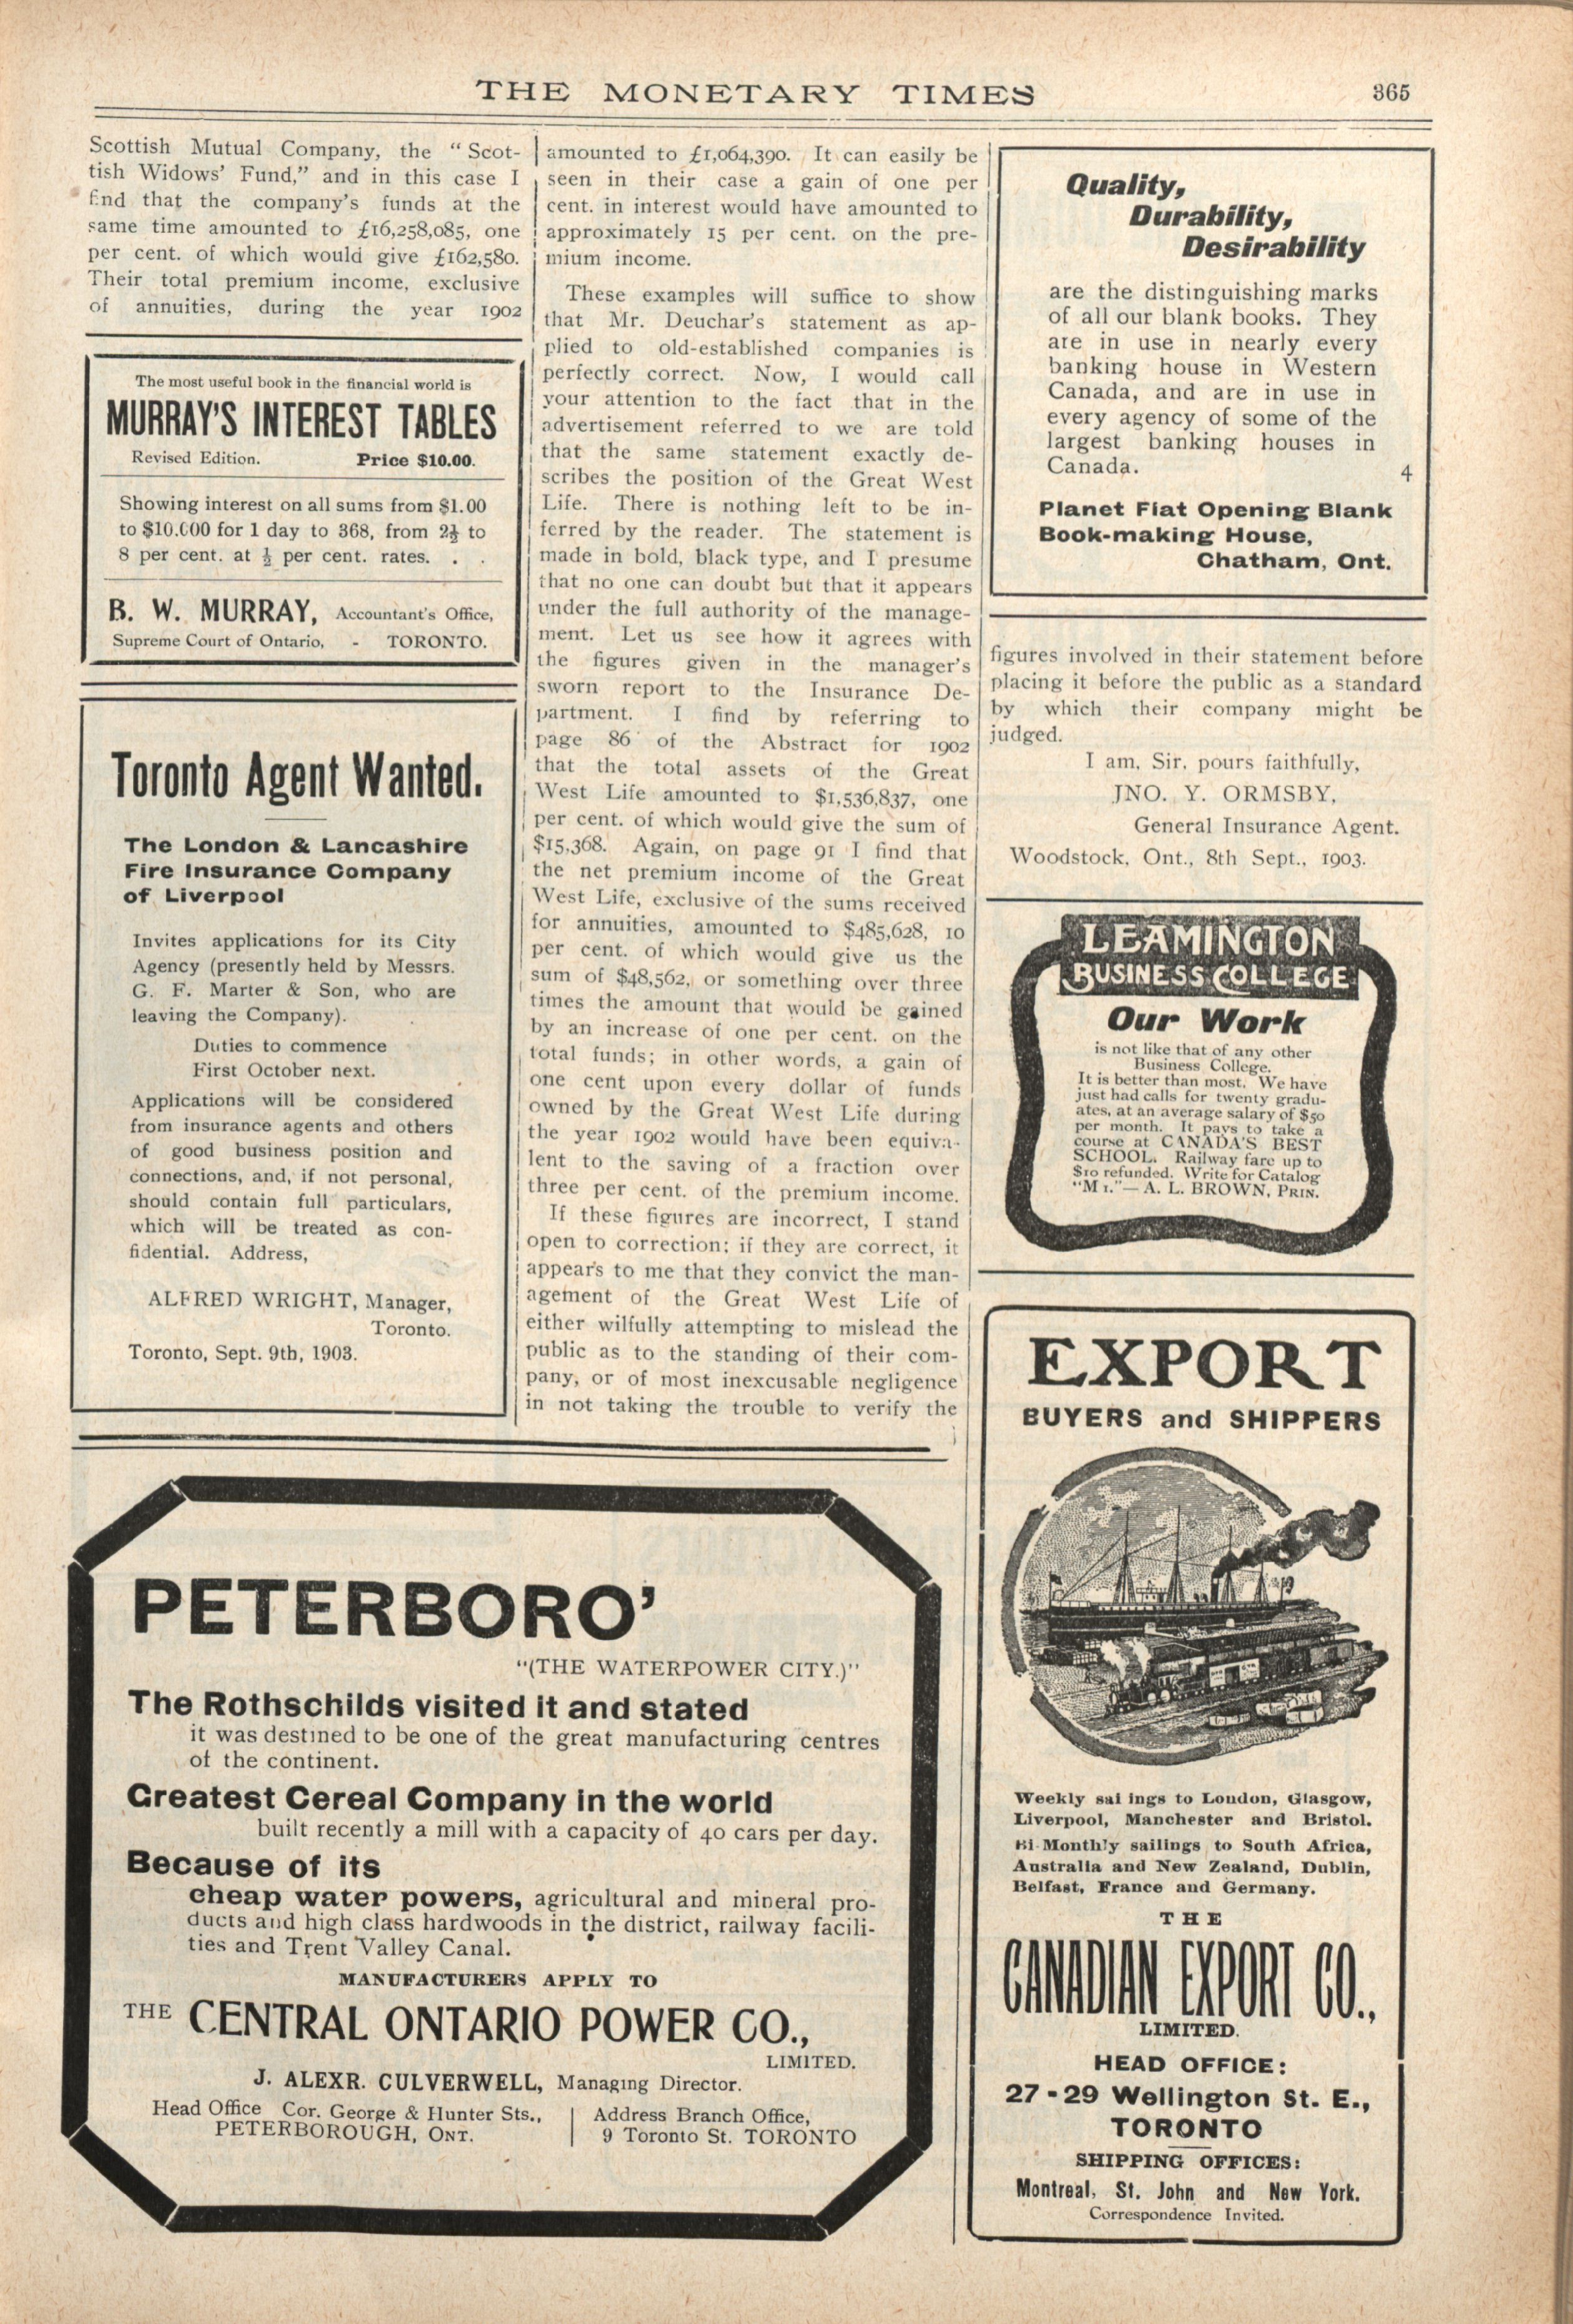 THE MONETARY TIMES
365
Scottish Mutual Company, the “ Scot-
tish Widows’ Fund,” and in this case I
find that the company’s funds at the
same time amounted to £16,258,085, one
per cent. of which would give £162,580.
Their total premium income, exclusive
of annuities, during the year 1902
amounted to £1,064,390. It can easily be
seen in their case a gain of one per
cent. in interest would have amounted to
approximately 15 per cent. on the pre-
mium income.
These examples will suffice to show
that Mr. Deuchar’s statement as ap-
plied to old-established companies is
perfectly correct. Now, I would call
your attention to the fact that in the
advertisement referred to we are told
that the same statement exactly de-
scribes the position of the Great West
Life. There is nothing left to be in-
ferred by the reader. The statement is
made in bold, black type, and I presume
that no one can doubt but that it appears
under the full authority of the manage-
ment. Let us see how it agrees with
the figures given in the manager’s
sworn report to the Insurance De-
partment. I find by referring to
page 86 of the Abstract for 1902
that the total assets of the Great
West Life amounted to $1,536,837, one
per cent. of which would give the sum of
$15,368. Again, on page 91 I find that
the net premium income of the Great
West Life, exclusive of the sums received
for annuities, amounted to $485,628, 10
per cent. of which would give us the
sum of $48,562, or something over three
times the amount that would be gained
by an increase of one per cent. on the
total funds; in other words, a gain of
one cent upon every dollar of funds
owned by the Great West Life during
the year 1902 would have been equiva-
lent to the saving of a fraction over
three per cent. of the premium income.
If these figures are incorrect, I stand
open to correction; if they are correct, it
appears to me that they convict the man-
agement of the Great West Life of
either wilfully attempting to mislead the
public as to the standing of their com-
pany, or of most inexcusable negligence
in not taking the trouble to verify the
figures involved in their statement before
placing it before the public as a standard
by which their company might be
judged.
I am, Sir, pours faithfully,
JNO. Y. ORMSBY,
General Insurance Agent.
Woodstock, Ont., 8th Sept., 1903.
The most useful book in the financial world is
MURRAY'S INTEREST TABLES
Revised Edition. Price $10.00.
Showing interest on all sums from $1.00
to $10.000 for 1 day to 368, from 2½ to
8 per cent. at ½ per cent. rates. . .
B. W. MURRAY, Accountant's Office,
Supreme Court of Ontario, - TORONTO.
Toronto Agent Wanted.
The London & Lancashire
Fire Insurance Company
of Liverpool
Invites applications for its City
Agency (presently held by Messrs.
G. F. Marter & Son, who are
leaving the Company).
Duties to commence
First October next.
Applications will be considered
from insurance agents and others
of good business position and
connections, and, if not personal,
should contain full particulars,
which will be treated as con-
fidential. Address,
ALFRED WRIGHT, Manager,
Toronto.
Toronto, Sept. 9th, 1903.
Quality,
Durability,
Desirability
are the distinguishing marks
of all our blank books. They
are in use in nearly every
banking house in Western
Canada, and are in use in
every agency of some of the
largest banking houses in
Canada. 4
Planet Flat Opening Blank
Book-making House,
Chatham, Ont.
LEAMINGTON
BUSINESS COLLEGE
Our Work
is not like that of any other
Business College.
It is better than most. We have
just had calls for twenty gradu-
ates, at an average salary of $50
per month. It pays to take a
course at CANADA'S BEST
SCHOOL. Railway fare up to
$10 refunded. Write for Catalog
"M 1."— A. L. BROWN, PRIN.
PETERBORO’
“(THE WATERPOWER CITY.)”
The Rothschilds visited it and stated
it was destined to be one of the great manufacturing centres
of the continent.
Greatest Cereal Company in the world
built recently a mill with a capacity of 40 cars per day.
Because of its
cheap water powers, agricultural and mineral pro-
ducts and high class hardwoods in the district, railway facili-
ties and Trent Valley Canal.
MANUFACTURERS APPLY TO
THE CENTRAL ONTARIO POWER CO.,
LIMITED.
J. ALEXR. CULVERWELL, Managing Director.
Head Office Cor. George & Hunter Sts.,
PETERBOROUGH, ONT.
Address Branch Office,
9 Toronto St. TORONTO
EXPORT
BUYERS and SHIPPERS
Weekly sai ings to London, Glasgow,
Liverpool, Manchester and Bristol.
Bi-Monthly sailings to South Africa,
Australia and New Zealand, Dublin,
Belfast, France and Germany.
THE
CANADIAN EXPORT CO.,
LIMITED.
HEAD OFFICE:
27-29 Wellington St. E.,
TORONTO
SHIPPING OFFICES:
Montreal, St. John and New York.
Correspondence Invited.